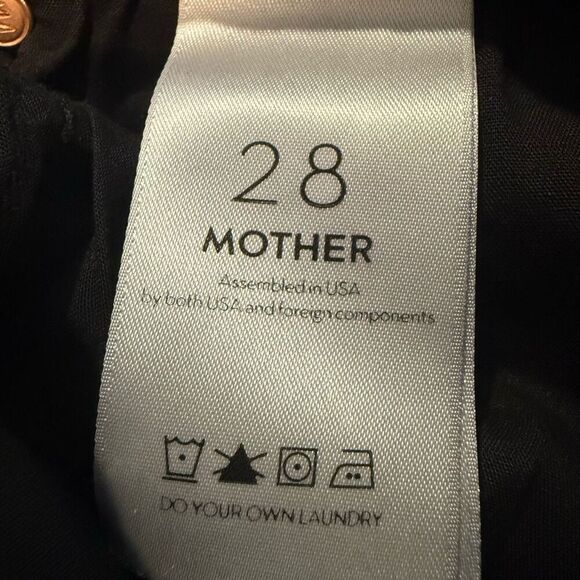 28
MOTHER
Assembled in USA
by both USA and foreign components
DO YOUR OWN LAUNDRY